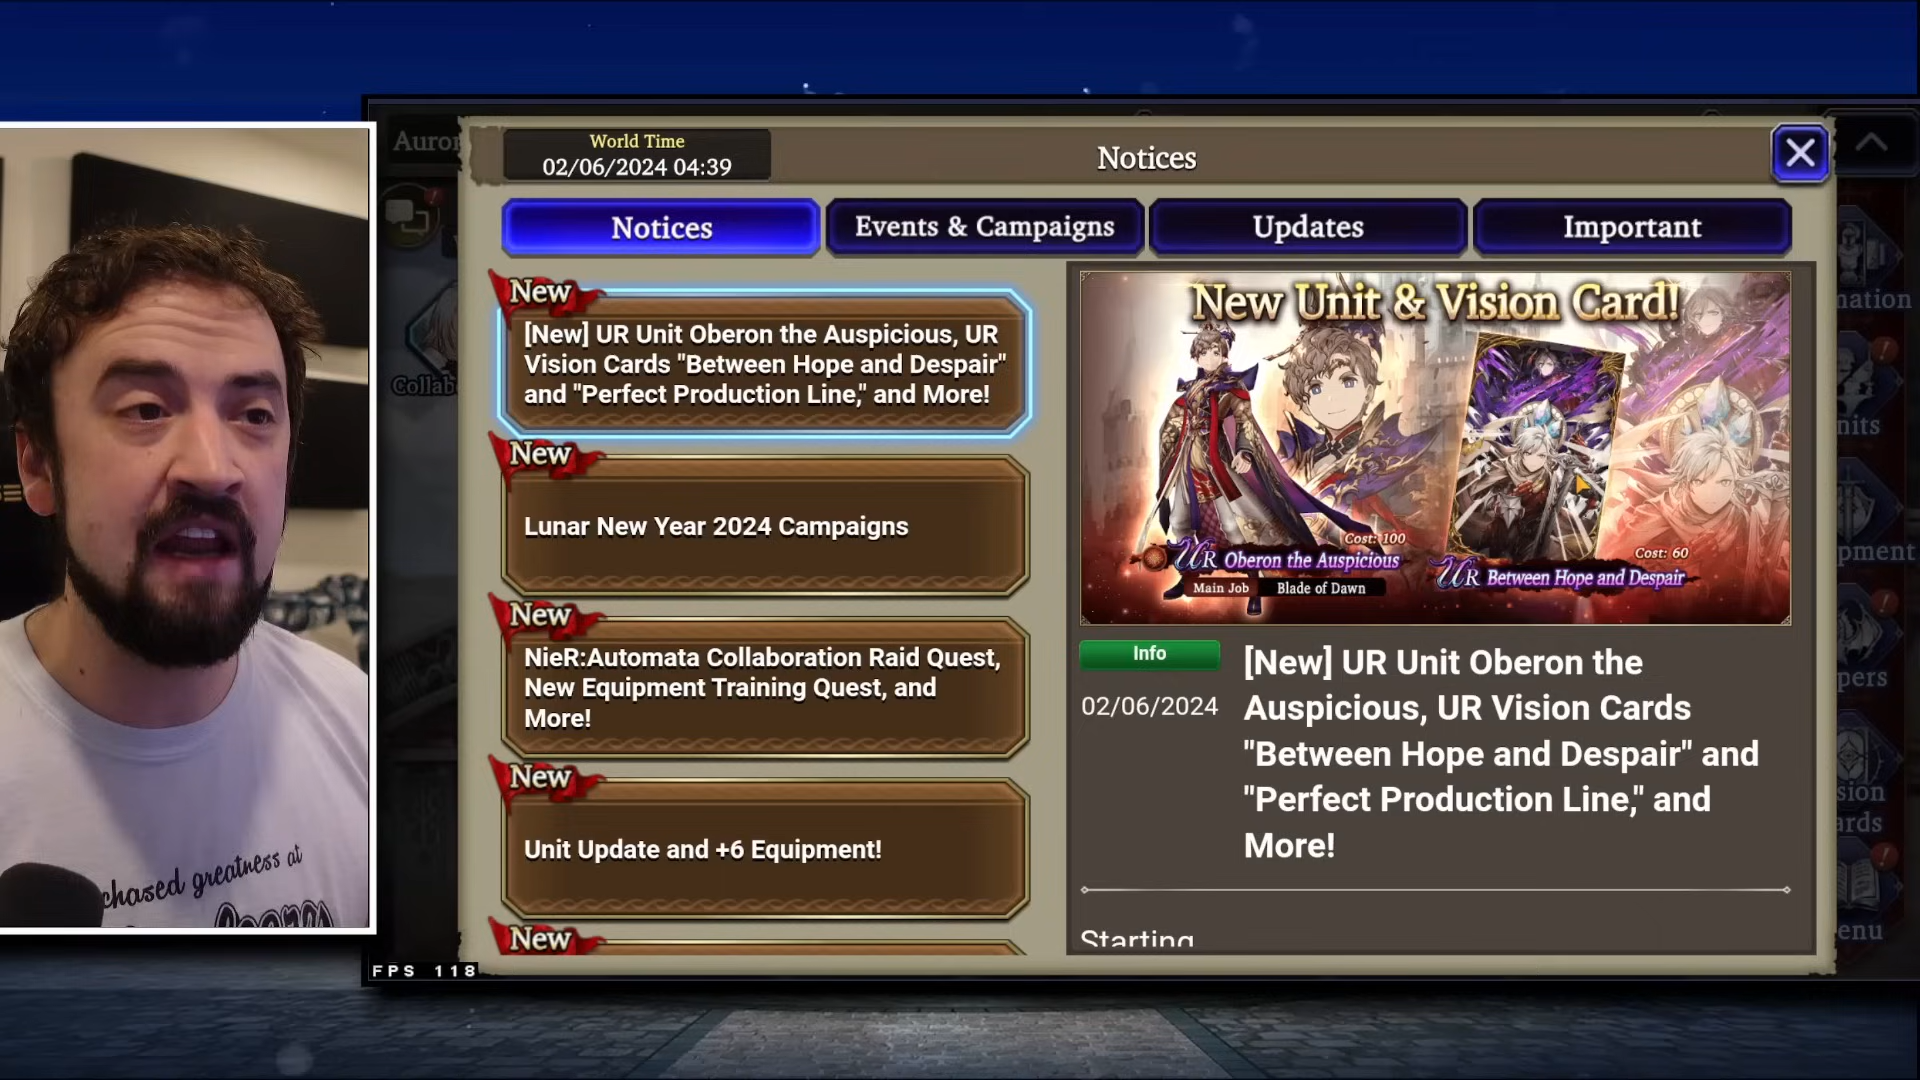 World Time
02/06/2024 04:39
Notices
Notices
Events & Campaigns
Updates
Important
New
[New] UR Unit Oberon the Auspicious, UR
Vision Cards "Between Hope and Despair"
and "Perfect Production Line," and More!
New
Lunar New Year 2024 Campaigns
New
NieR:Automata Collaboration Raid Quest,
New Equipment Training Quest, and
More!
New
Unit Update and +6 Equipment!
New
New Unit & Vision Card!
Cost: 100
UR Oberon the Auspicious
Main Job Blade of Dawn
Cost: 60
UR Between Hope and Despair
Info
02/06/2024
[New] UR Unit Oberon the
Auspicious, UR Vision Cards
"Between Hope and Despair" and
"Perfect Production Line," and
More!
Starting
chased greatness at
FPS 118